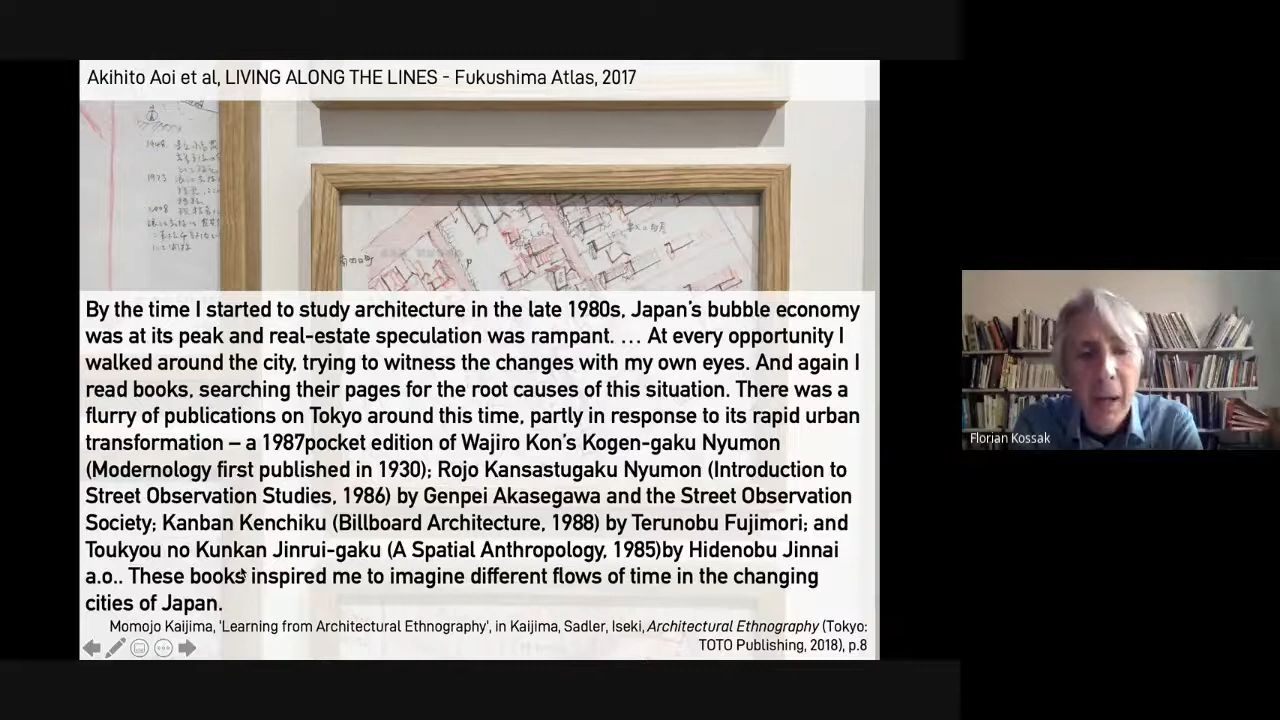 Akihito Aoi et al, LIVING ALONG THE LINES - Fukushima Atlas, 2017
1973
By the time I started to study architecture in the late 1980s, Japan's bubble economy
was at its peak and real-estate speculation was rampant. … At every opportunity I
walked around the city, trying to witness the changes with my own eyes. And again I
read books, searching their pages for the root causes of this situation. There was a
flurry of publications on Tokyo around this time, partly in response to its rapid urban
transformation – a 1987pocket edition of Wajiro Kon's Kogen-gaku Nyumon
(Modernology first published in 1930); Rojo Kansastugaku Nyumon (Introduction to
Street Observation Studies, 1986) by Genpei Akasegawa and the Street Observation
Society; Kanban Kenchiku (Billboard Architecture, 1988) by Terunobu Fujimori; and
Toukyou no Kunkan Jinrui-gaku (A Spatial Anthropology, 1985)by Hidenobu Jinnai
a.o.. These books inspired me to imagine different flows of time in the changing
cities of Japan.
Momojo Kaijima, 'Learning from Architectural Ethnography', in Kaijima, Sadler, Iseki, Architectural Ethnography (Tokyo:
TOTO Publishing, 2018), p.8
Florian Kossak